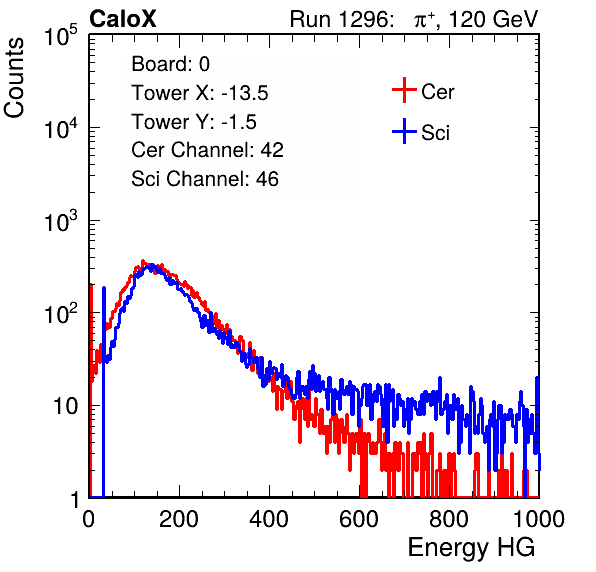 CaloX Run 1296: π⁺, 120 GeV
Counts
10⁵
10⁴
10³
10²
10
1
Board: 0
Tower X: -13.5
Tower Y: -1.5
Cer Channel: 42
Sci Channel: 46
Cer
Sci
0 200 400 600 800 1000
Energy HG